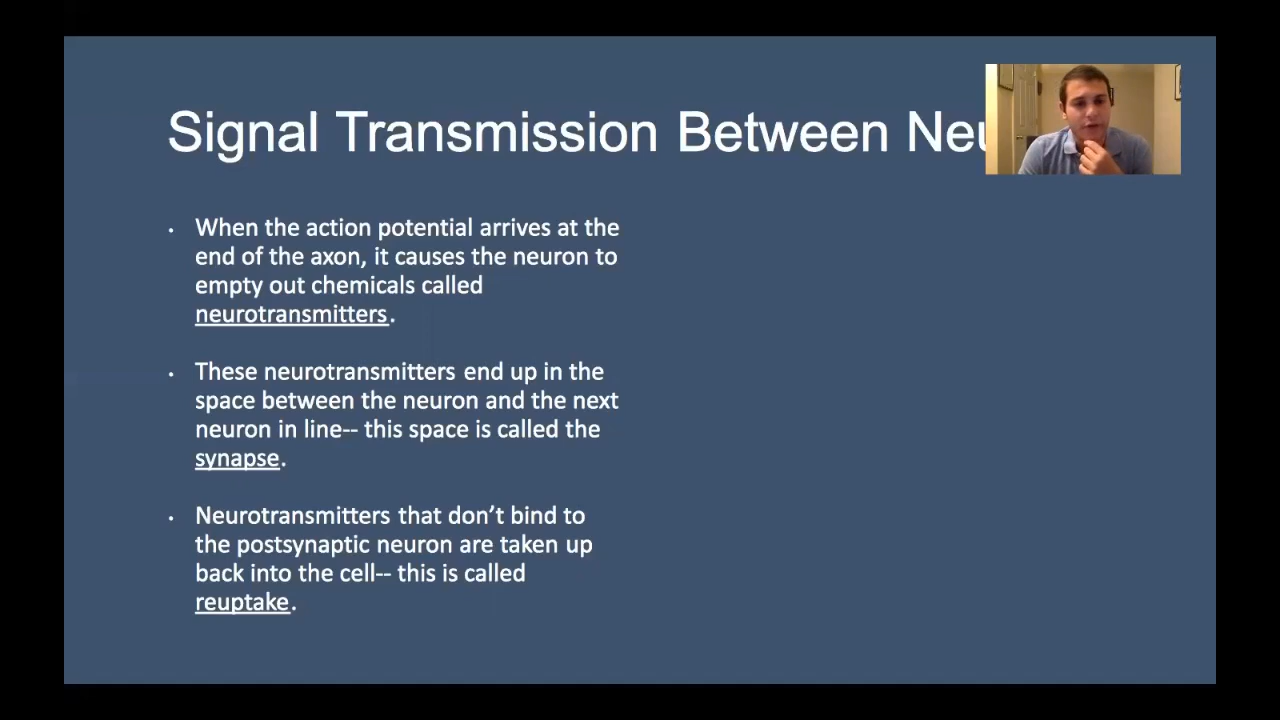 Signal Transmission Between
When the action potential arrives at the
end of the axon, it causes the neuron to
empty out chemicals called
neurotransmitters.
These neurotransmitters end up in the
space between the neuron and the next
neuron in line-- this space is called the
synapse.
Neurotransmitters that don’t bind to
the postsynaptic neuron are taken up
back into the cell-- this is called
reuptake.